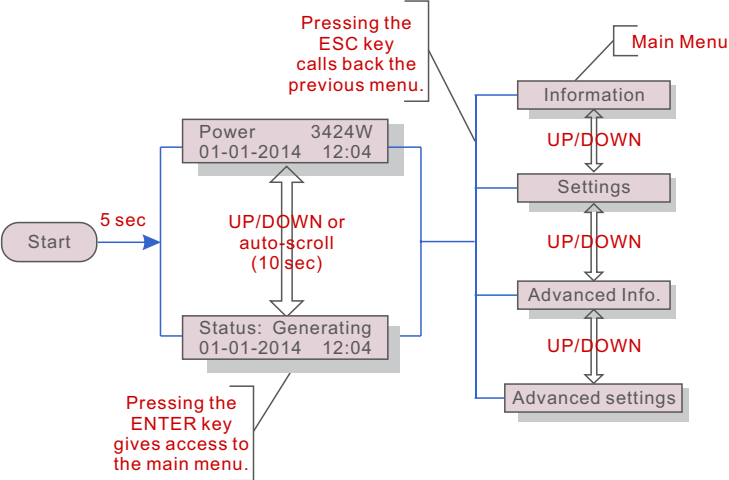 Pressing the
ESC key
calls back the
previous menu.
Main Menu
Information
UP/DOWN
Settings
UP/DOWN
Advanced Info.
UP/DOWN
Advanced settings
Power 3424W
01-01-2014 12:04
UP/DOWN or
auto-scroll
(10 sec)
Status: Generating
01-01-2014 12:04
5 sec
Start
Pressing the
ENTER key
gives access to
the main menu.